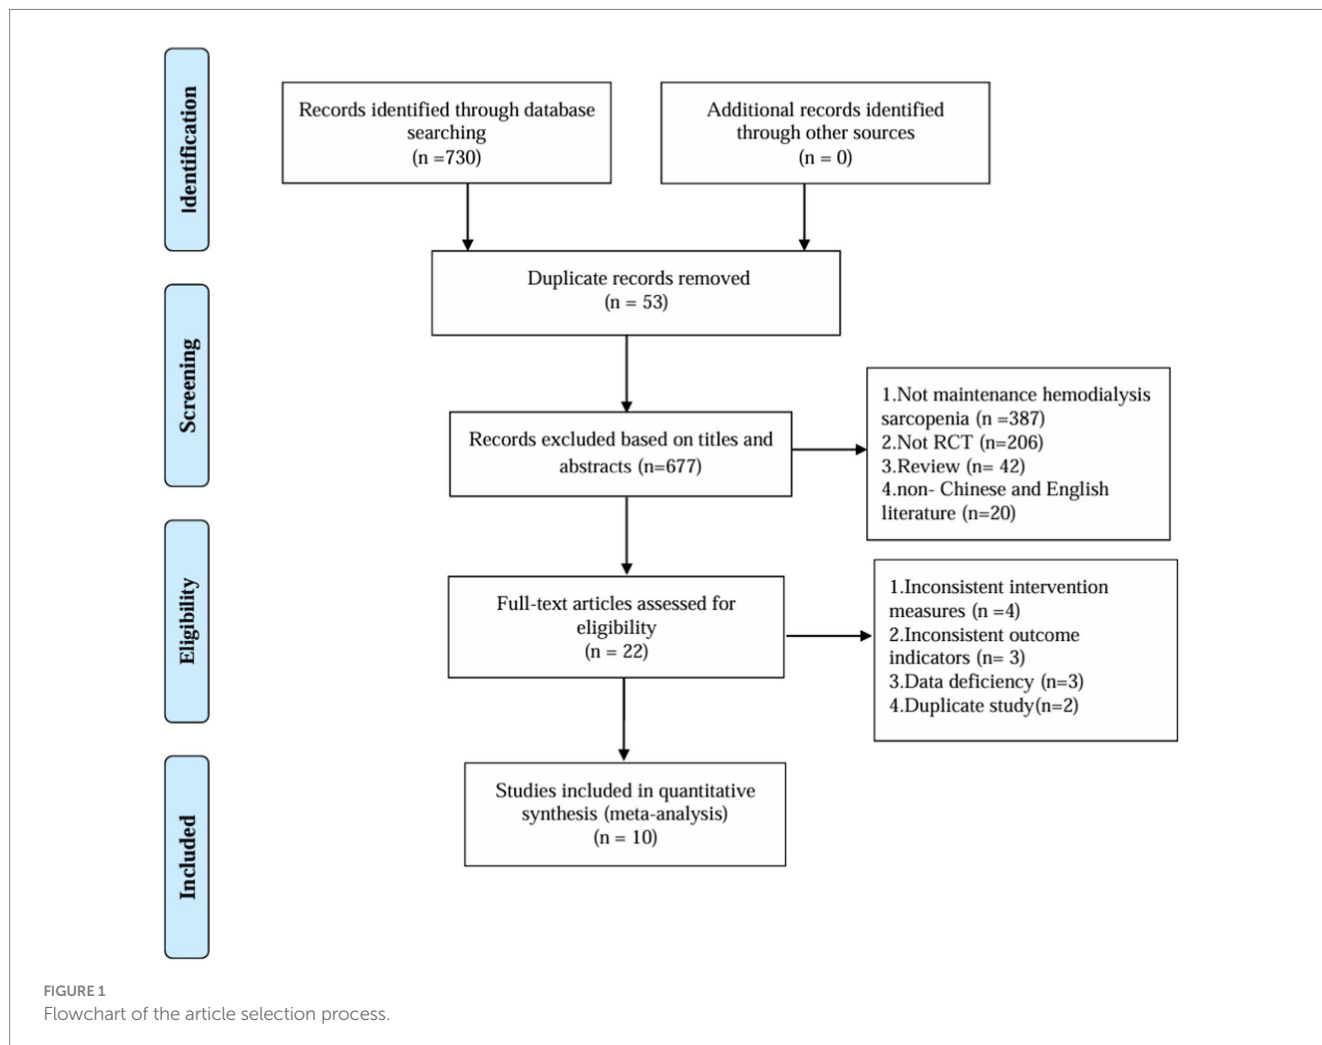 Identification
Records identified through database
searching
(n =730)
Additional records identified
through other sources
(n = 0)
Duplicate records removed
(n = 53)
Screening
Records excluded based on titles and
abstracts (n=677)
1.Not maintenance hemodialysis
sarcopenia (n =387)
2.Not RCT (n=206)
3.Review (n= 42)
4.non- Chinese and English
literature (n=20)
Eligibility
Full-text articles assessed for
eligibility
(n = 22)
1.Inconsistent intervention
measures (n =4)
2.Inconsistent outcome
indicators (n= 3)
3.Data deficiency (n=3)
4.Duplicate study(n=2)
Included
Studies included in quantitative
synthesis (meta-analysis)
(n = 10)
FIGURE 1
Flowchart of the article selection process.